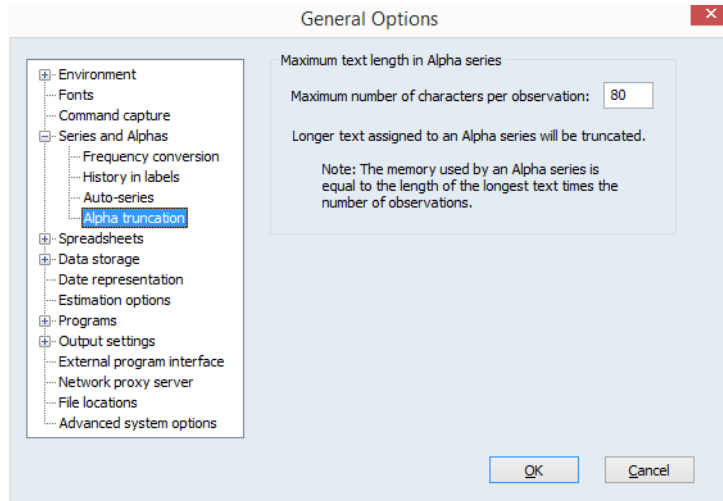 General Options
Environment
Fonts
Command capture
Series and Alphas
Frequency conversion
History in labels
Auto-series
Alpha truncation
Spreadsheets
Data storage
Date representation
Estimation options
Programs
Output settings
External program interface
Network proxy server
File locations
Advanced system options
Maximum text length in Alpha series
Maximum number of characters per observation: 80
Longer text assigned to an Alpha series will be truncated.
Note: The memory used by an Alpha series is
equal to the length of the longest text times the
number of observations.
OK Cancel